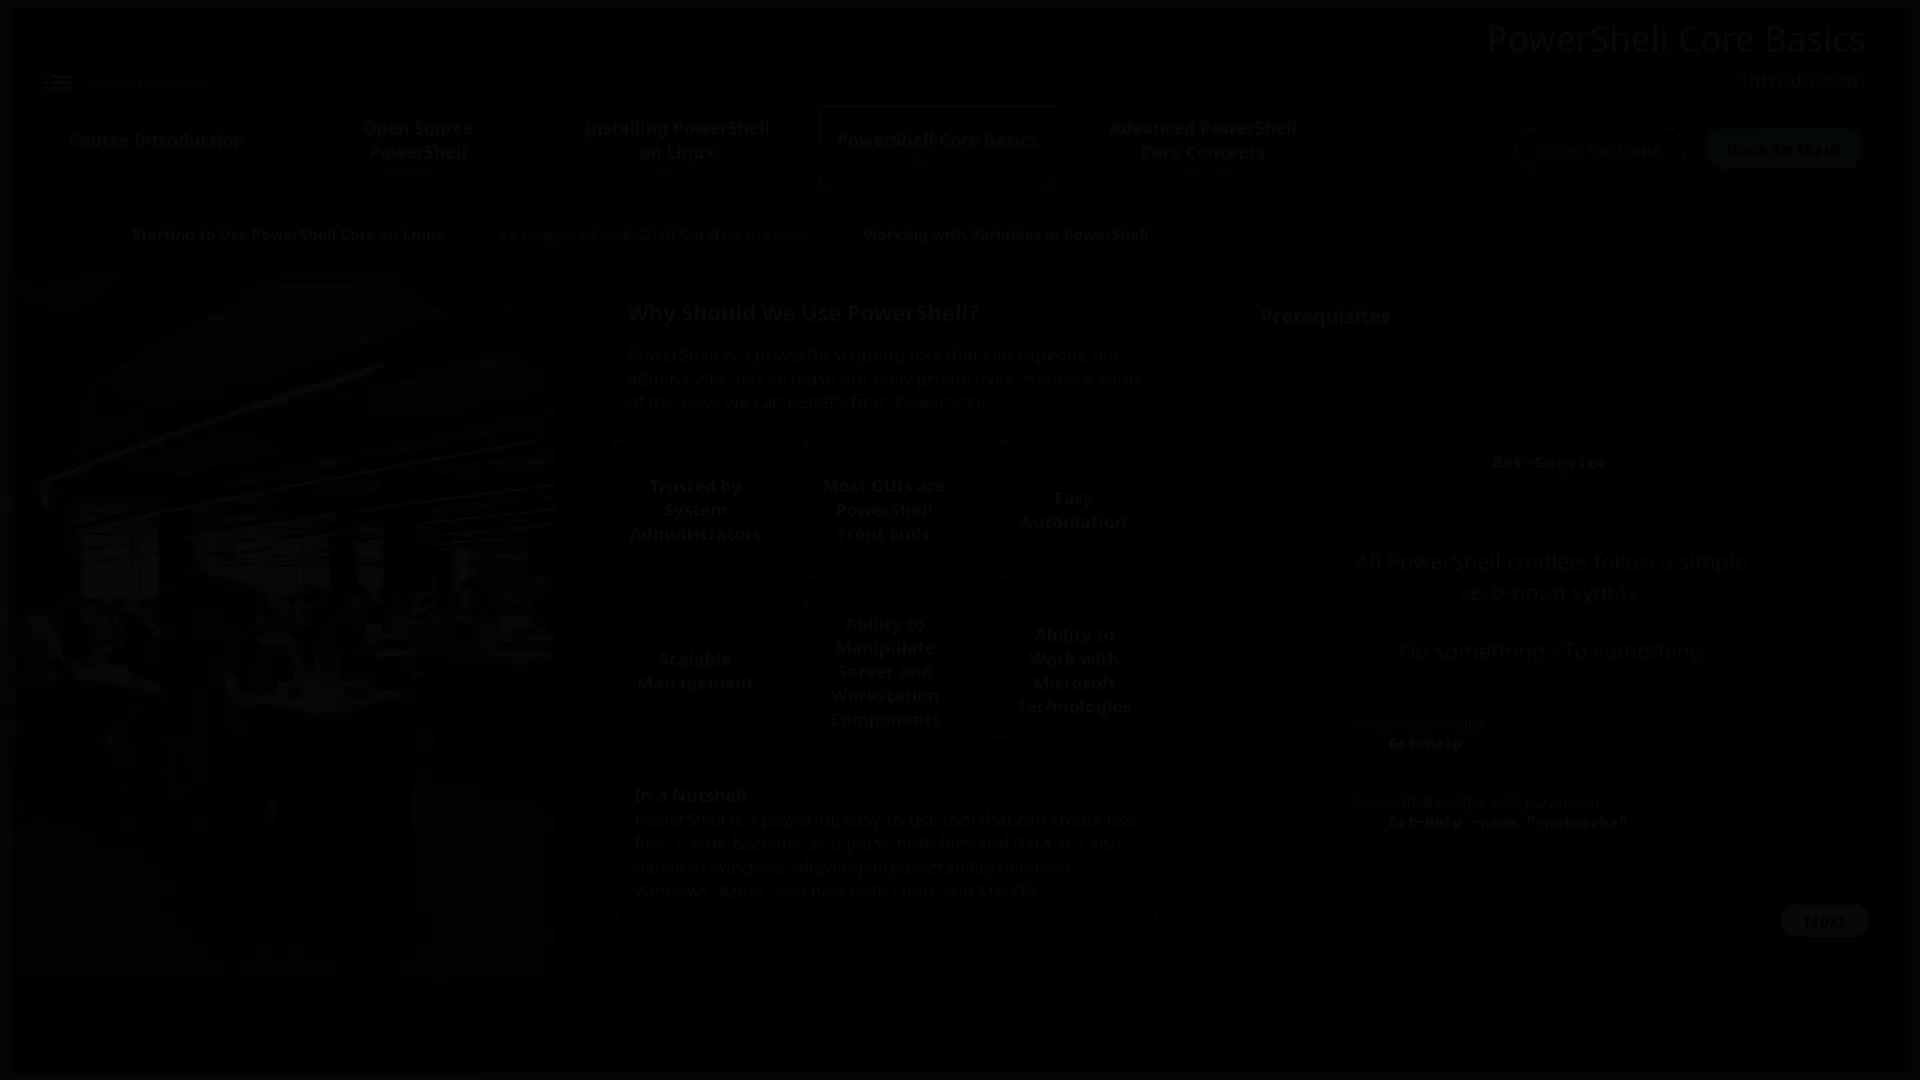 PowerShell Core Basics
Introduction
Course Introduction
Open Source
PowerShell
Installing PowerShell
on Linux
PowerShell Core Basics
Advanced PowerShell
Core Concepts
Sections
Back to Main
Starting to Use PowerShell Core on Linux
Leveraging PowerShell Cmdlets in Linux
Working with Variables in PowerShell
Why Should We Use PowerShell?
PowerShell is a powerful scripting tool that can expedite our
admin tasks and increase our daily productivity. Here are some
of the ways we can benefit from PowerShell
Trusted by
System
Administrators
Most GUIs are
PowerShell
Front Ends
Easy
Automation
Scalable
Management
Ability to
Manipulate
Server and
Workstation
Components
Ability to
Work with
Microsoft
Technologies
In a Nutshell
PowerShell is a powerful, easy-to-use tool that can create text
files, create backups, and parse both files and data. It's also
native to Windows, allowing interoperability between
Windows, Azure, and now both Linux and MacOS
Prerequisites
Get-Service
All PowerShell cmdlets follow a simple
verb-noun syntax.
Do something - To something
PowerShell cmdlet
Get-Help
PowerShell cmdlet with parameter
Get-Help -name "*network*"
Next